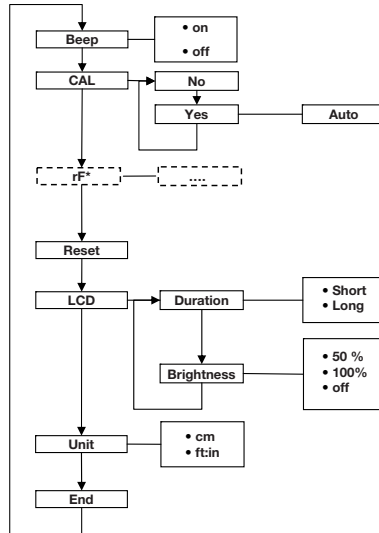 Beep
• on
• off
CAL
No
Yes
Auto
rF*
....
Reset
LCD
Duration
• Short
• Long
Brightness
• 50 %
• 100%
• off
Unit
• cm
• ft:in
End